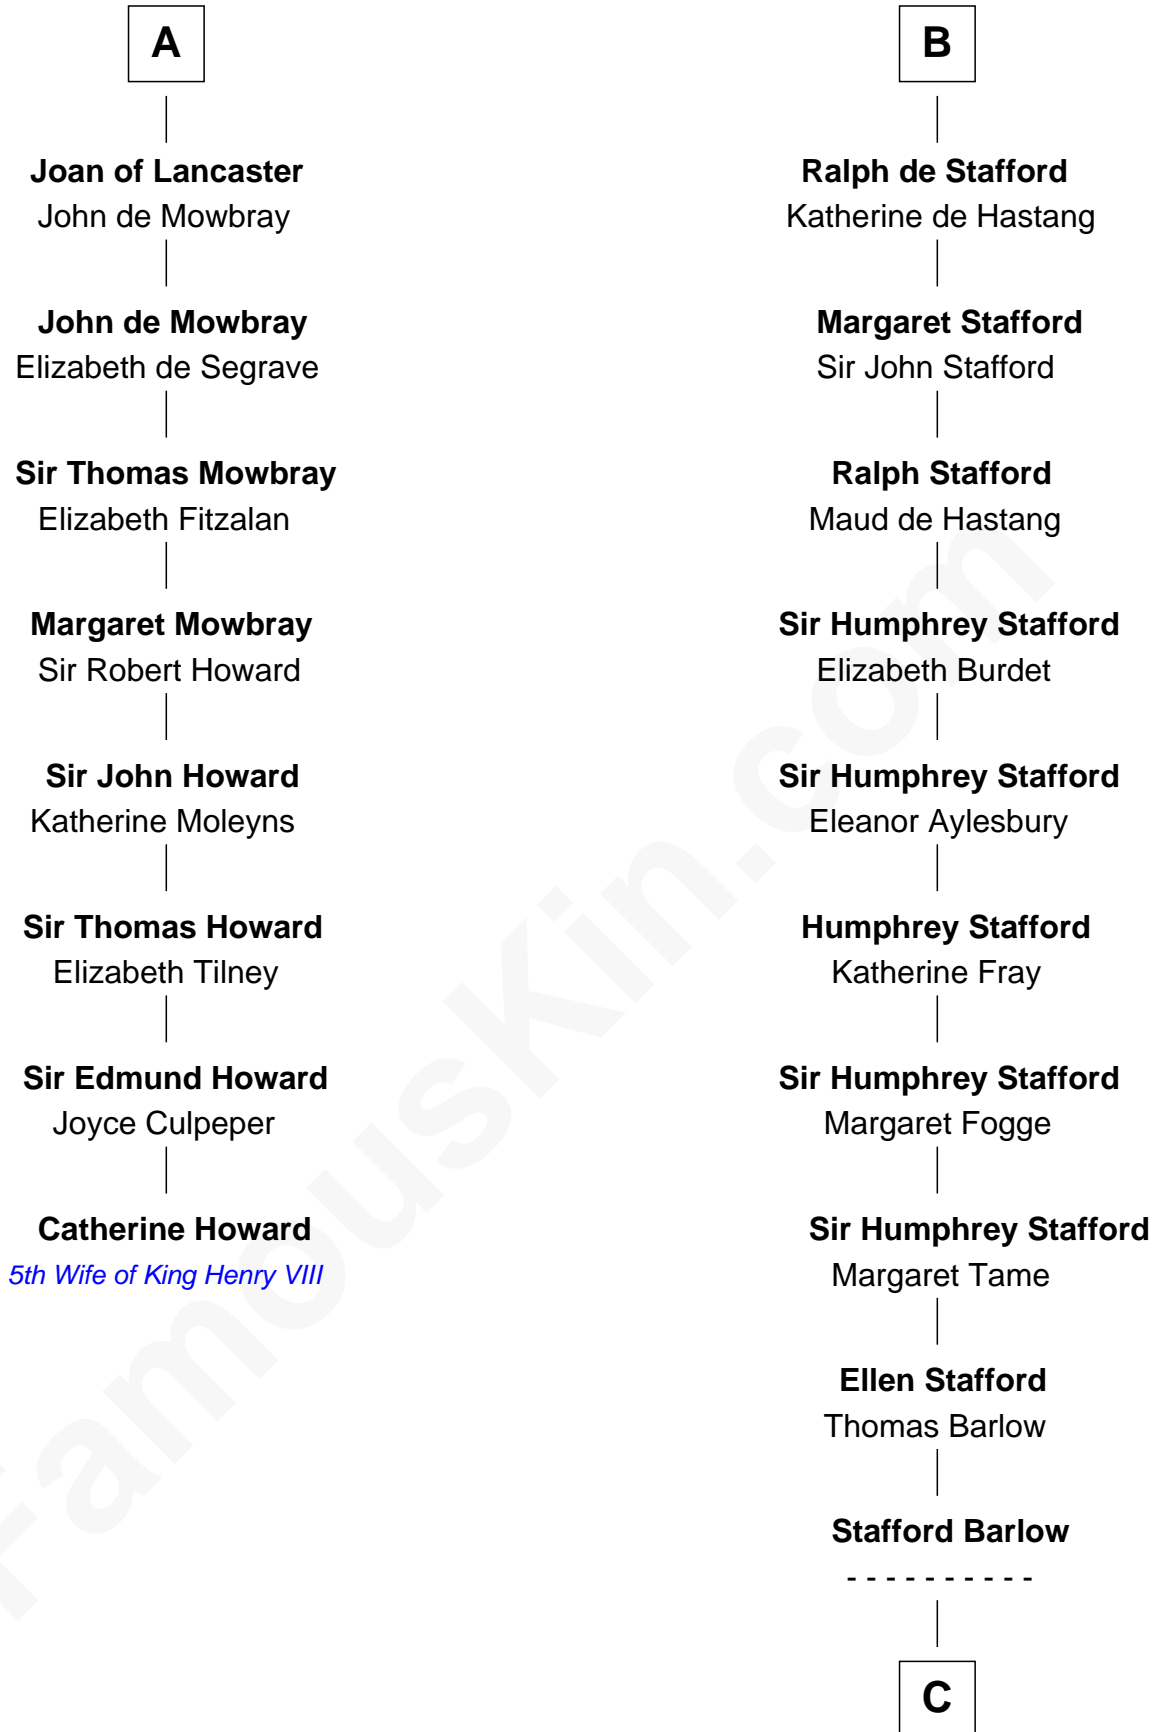 A
Joan of Lancaster
John de Mowbray
John de Mowbray
Elizabeth de Segrave
Sir Thomas Mowbray
Elizabeth Fitzalan
Margaret Mowbray
Sir Robert Howard
Sir John Howard
Katherine Moleyns
Sir Thomas Howard
Elizabeth Tilney
Sir Edmund Howard
Joyce Culpeper
Catherine Howard
5th Wife of King Henry VIII
B
Ralph de Stafford
Katherine de Hastang
Margaret Stafford
Sir John Stafford
Ralph Stafford
Maud de Hastang
Sir Humphrey Stafford
Elizabeth Burdet
Sir Humphrey Stafford
Eleanor Aylesbury
Humphrey Stafford
Katherine Fray
Sir Humphrey Stafford
Margaret Fogge
Sir Humphrey Stafford
Margaret Tame
Ellen Stafford
Thomas Barlow
Stafford Barlow
- - - - - - - - - -
C
FamousKin.com